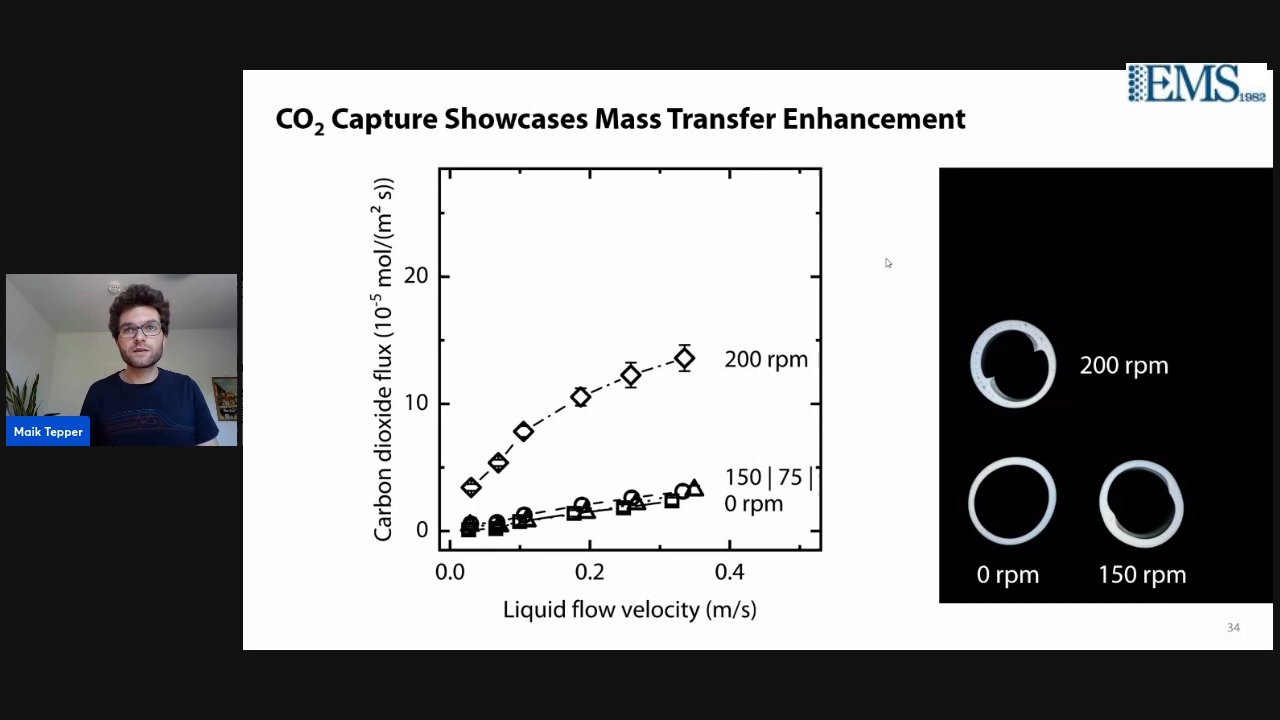 EMS 1982
CO₂ Capture Showcases Mass Transfer Enhancement
Carbon dioxide flux (10⁻⁵ mol/(m² s))
20
10
0
200 rpm
150 | 75 |
0 rpm
0.0 0.2 0.4
Liquid flow velocity (m/s)
200 rpm
0 rpm 150 rpm
34
Maik Tepper